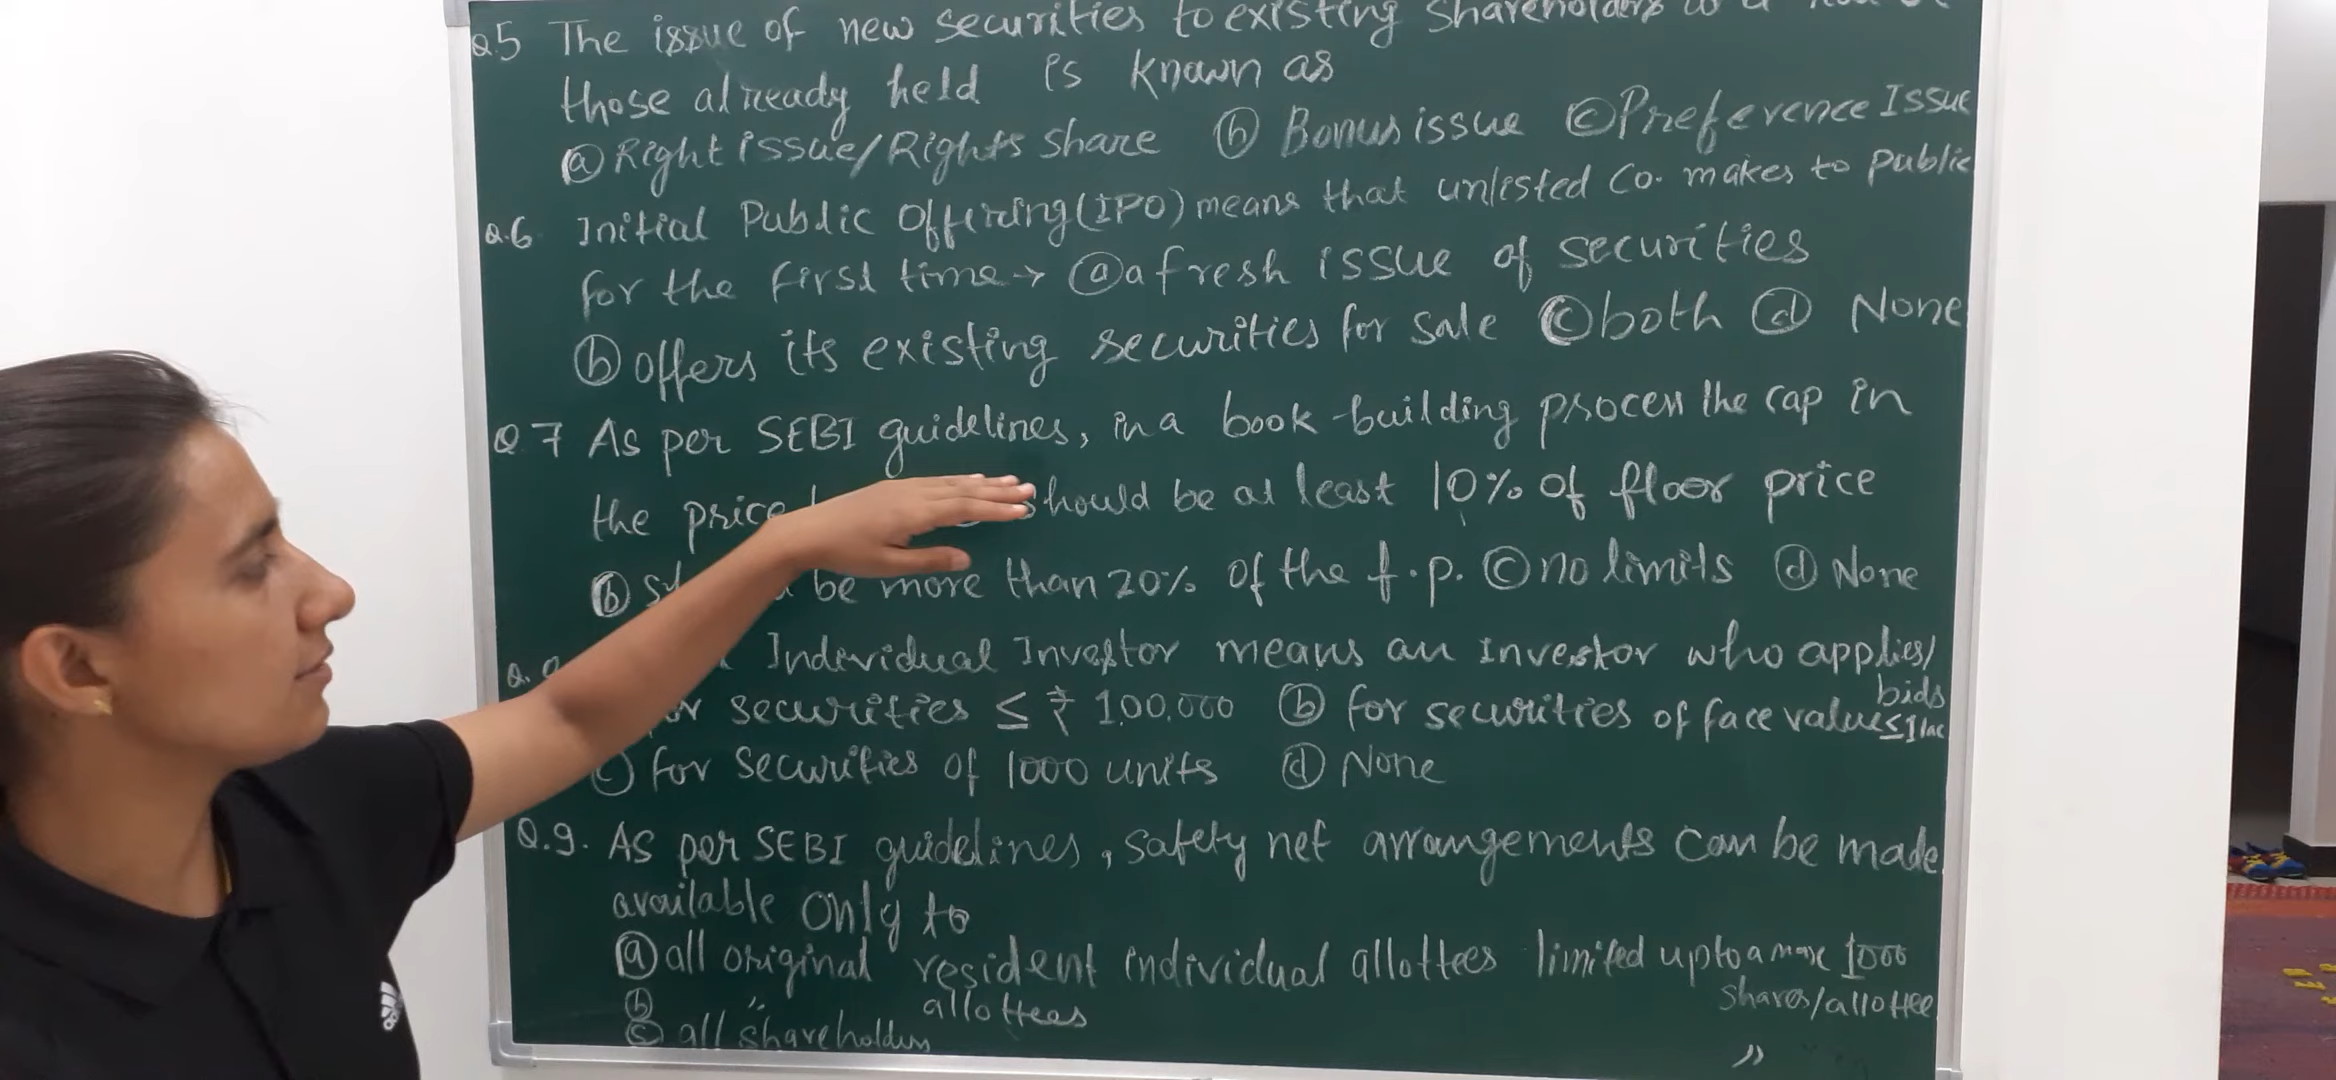 Q.5 The issue of new securities to existing shareholders
those already held is known as
ⓐ Right issue/Rights share ⓑ Bonus issue ⓒ Preference Issue
Q.6 Initial Public Offering (IPO) means that unlisted Co. makes to public
for the first time → ⓐ a fresh issue of securities
ⓑ offers its existing securities for sale ⓒ both ⓓ None
Q7 As per SEBI guidelines, in a book-building process the cap in
the price should be at least 10% of floor price
ⓑ be more than 20% of the f.p. ⓒ no limits ⓓ None
Individual Investor means an investor who applies/
bids
securities ≤ ₹ 1,00,000 ⓑ for securities of face value ≤ 1 lac
ⓒ for securities of 1000 units ⓓ None
Q.9. As per SEBI guidelines, safety net arrangements can be made
available only to
ⓐ all original resident individual allottees limited upto a max 1000
shares/allottee
ⓑ " allottees "
ⓒ all shareholders
adidas